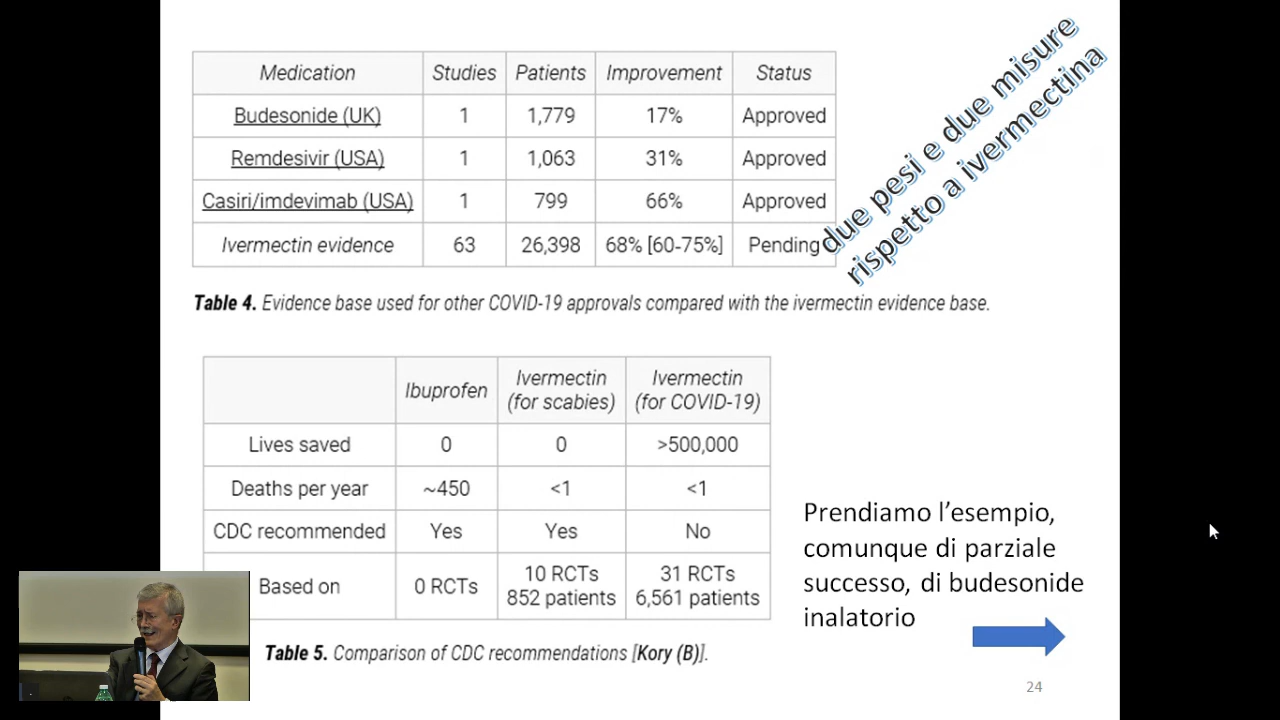 Medication Studies Patients Improvement Status
Budesonide (UK) 1 1,779 17% Approved
Remdesivir (USA) 1 1,063 31% Approved
Casiri/imdevimab (USA) 1 799 66% Approved
Ivermectin evidence 63 26,398 68% [60-75%] Pending
due pesi e due misure
rispetto a ivermectina
Table 4. Evidence base used for other COVID-19 approvals compared with the ivermectin evidence base.
Ibuprofen Ivermectin (for scabies) Ivermectin (for COVID-19)
Lives saved 0 0 >500,000
Deaths per year ~450 <1 <1
CDC recommended Yes Yes No
Based on 0 RCTs 10 RCTs 852 patients 31 RCTs 6,561 patients
Table 5. Comparison of CDC recommendations [Kory (B)].
Prendiamo l'esempio,
comunque di parziale
successo, di budesonide
inalatorio
24